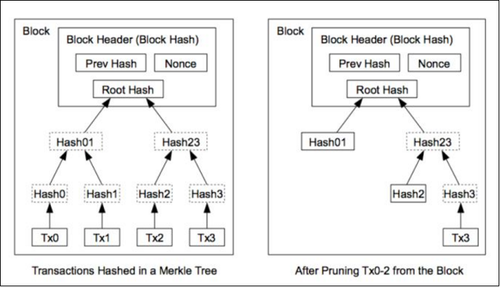 Block
Block Header (Block Hash)
Prev Hash
Nonce
Root Hash
Hash01
Hash23
Hash0
Hash1
Hash2
Hash3
Tx0
Tx1
Tx2
Tx3
Transactions Hashed in a Merkle Tree
Block
Block Header (Block Hash)
Prev Hash
Nonce
Root Hash
Hash01
Hash23
Hash2
Hash3
Tx3
After Pruning Tx0-2 from the Block